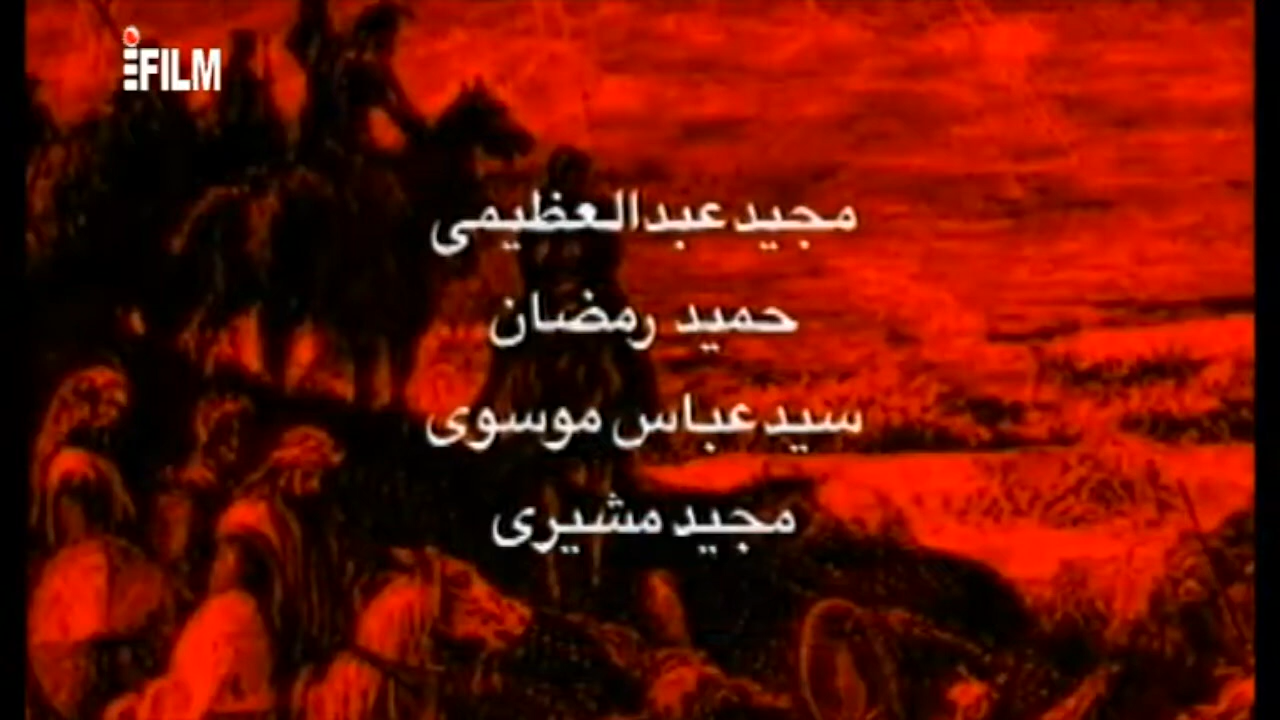 iFILM
مجید عبدالعظیمی
حمید رمضان
سید عباس موسوی
مجید مشیری